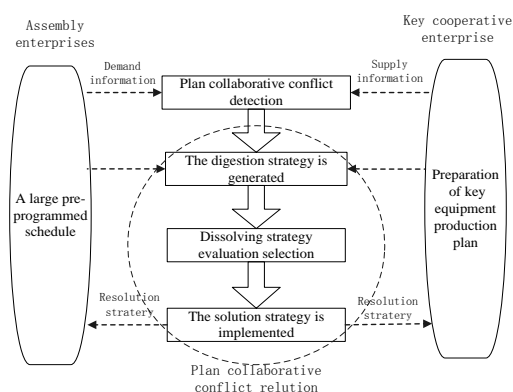 Assembly
enterprises
Key cooperative
enterprise
Demand
information
Supply
information
Plan collaborative conflict
detection
The digestion strategy is
generated
A large pre-
programmed
schedule
Preparation
of key
equipment
production
plan
Dissolving strategy
evaluation selection
Resolution
stratery
The solution strategy is
implemented
Resolution
stratery
Plan collaborative
conflict relution